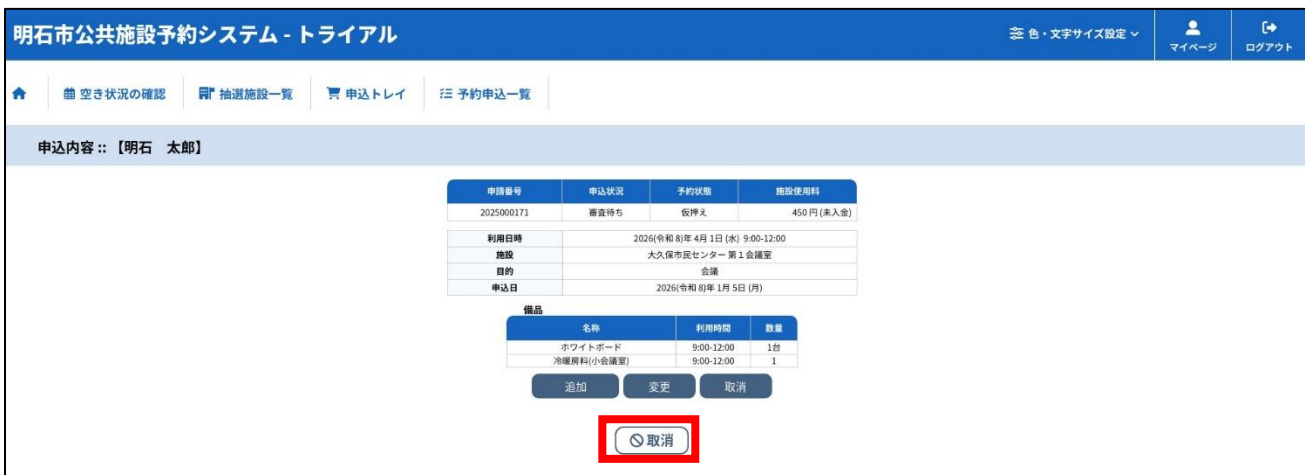 明石市公共施設予約システム - トライアル
色・文字サイズ設定
マイページ
ログアウト
空き状況の確認 抽選施設一覧 申込トレイ 予約申込一覧
申込内容 :: 【明石 太郎】
申請番号 申込状況 予約状態 施設使用料
2025000171 審査待ち 仮押え 450 円 (未入金)
利用日時 2026(令和 8)年 4月 1日 (水) 9:00-12:00
施設 大久保市民センター 第１会議室
目的 会議
申込日 2026(令和 8)年 1月 5日 (月)
備品
名称 利用時間 数量
ホワイトボード 9:00-12:00 1台
冷暖房料(小会議室) 9:00-12:00 1
追加 変更 取消
取消